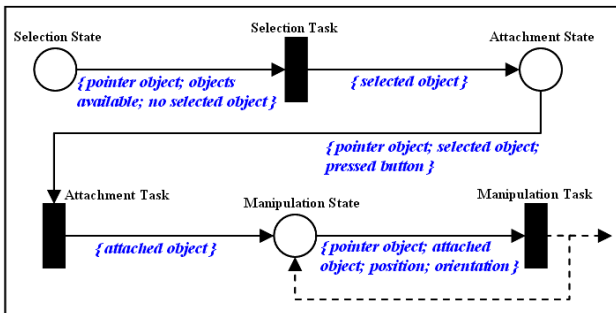 Selection State
Selection Task
Attachment State
{ pointer object; objects
available; no selected object }
{ selected object }
{ pointer object; selected object;
pressed button }
Attachment Task
Manipulation State
Manipulation Task
{ attached object }
{ pointer object; attached
object; position; orientation }